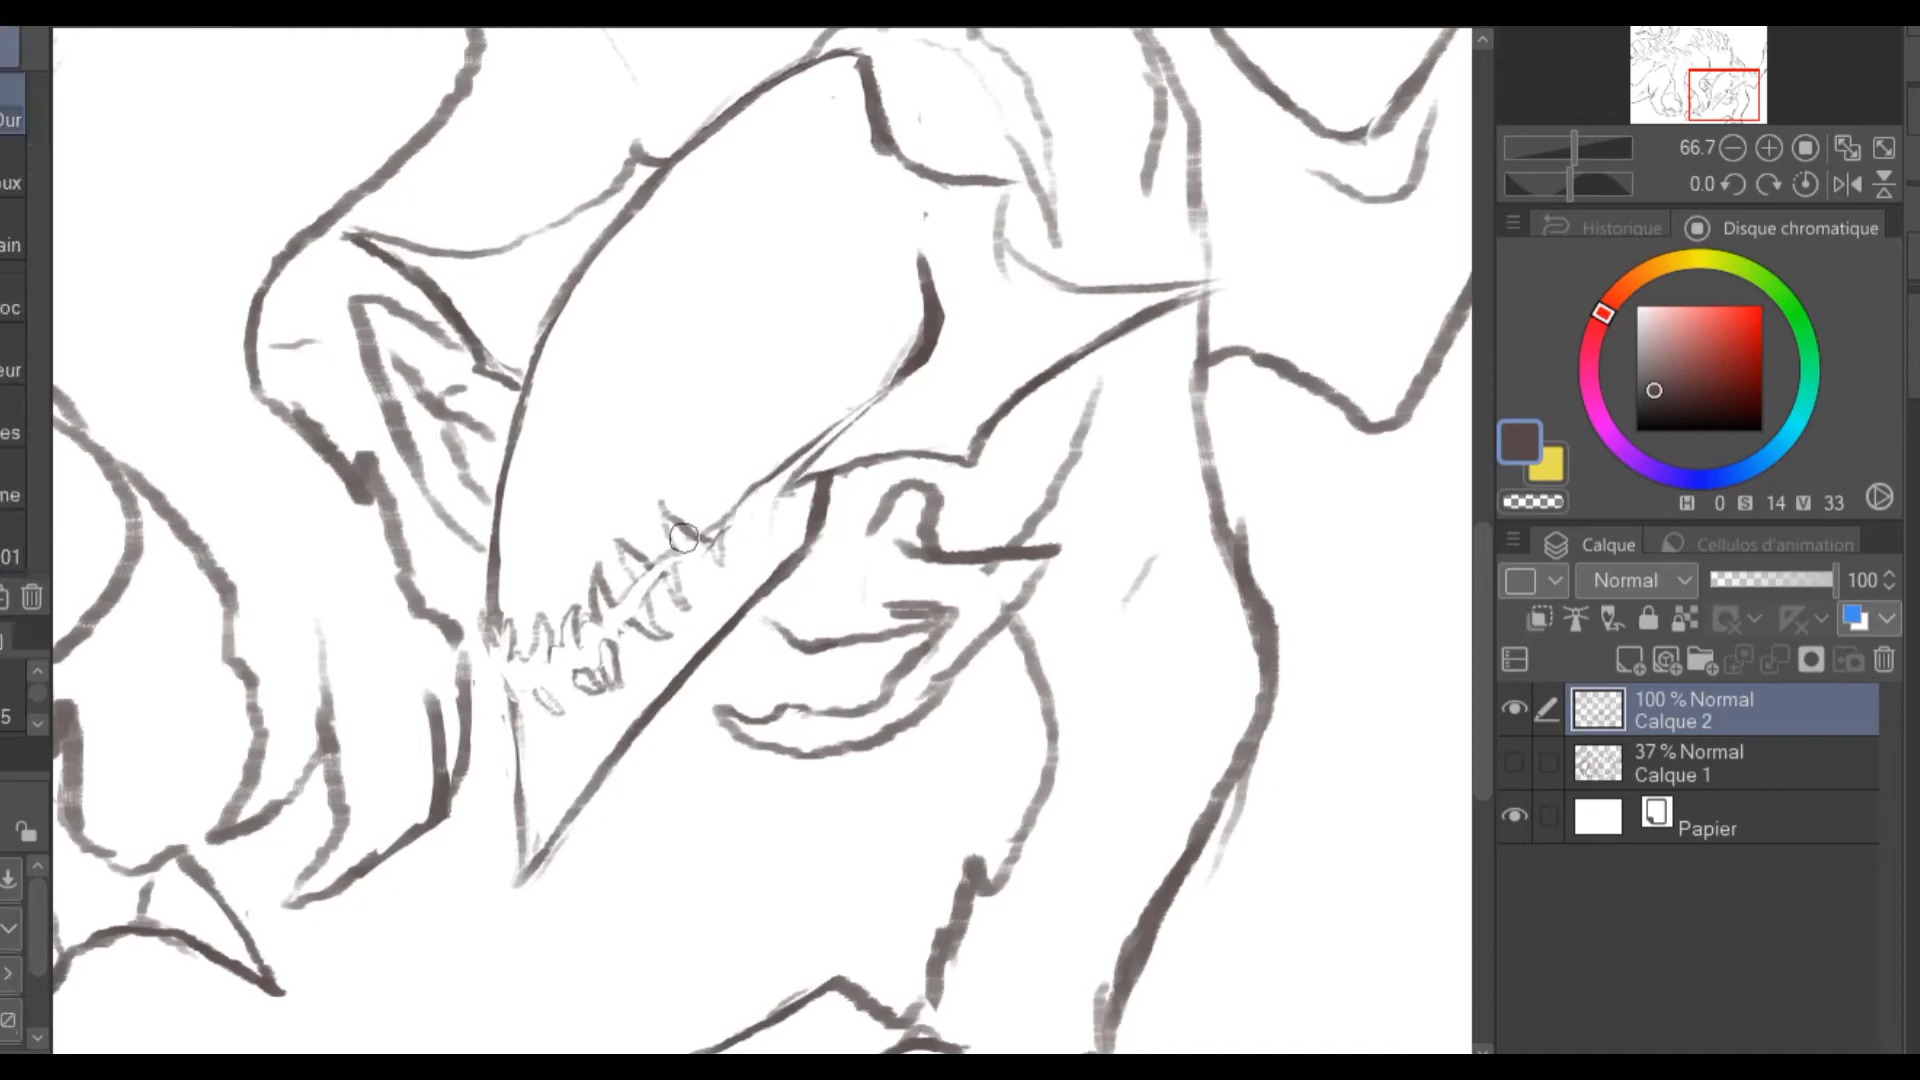 Dur
ux
ain
oc
eur
es
ne
01
5
66.7
0.0
Historique
Disque chromatique
H 0 S 14 V 33
Calque
Cellulos d'animation
Normal
100
100 % Normal
Calque 2
37 % Normal
Calque 1
Papier